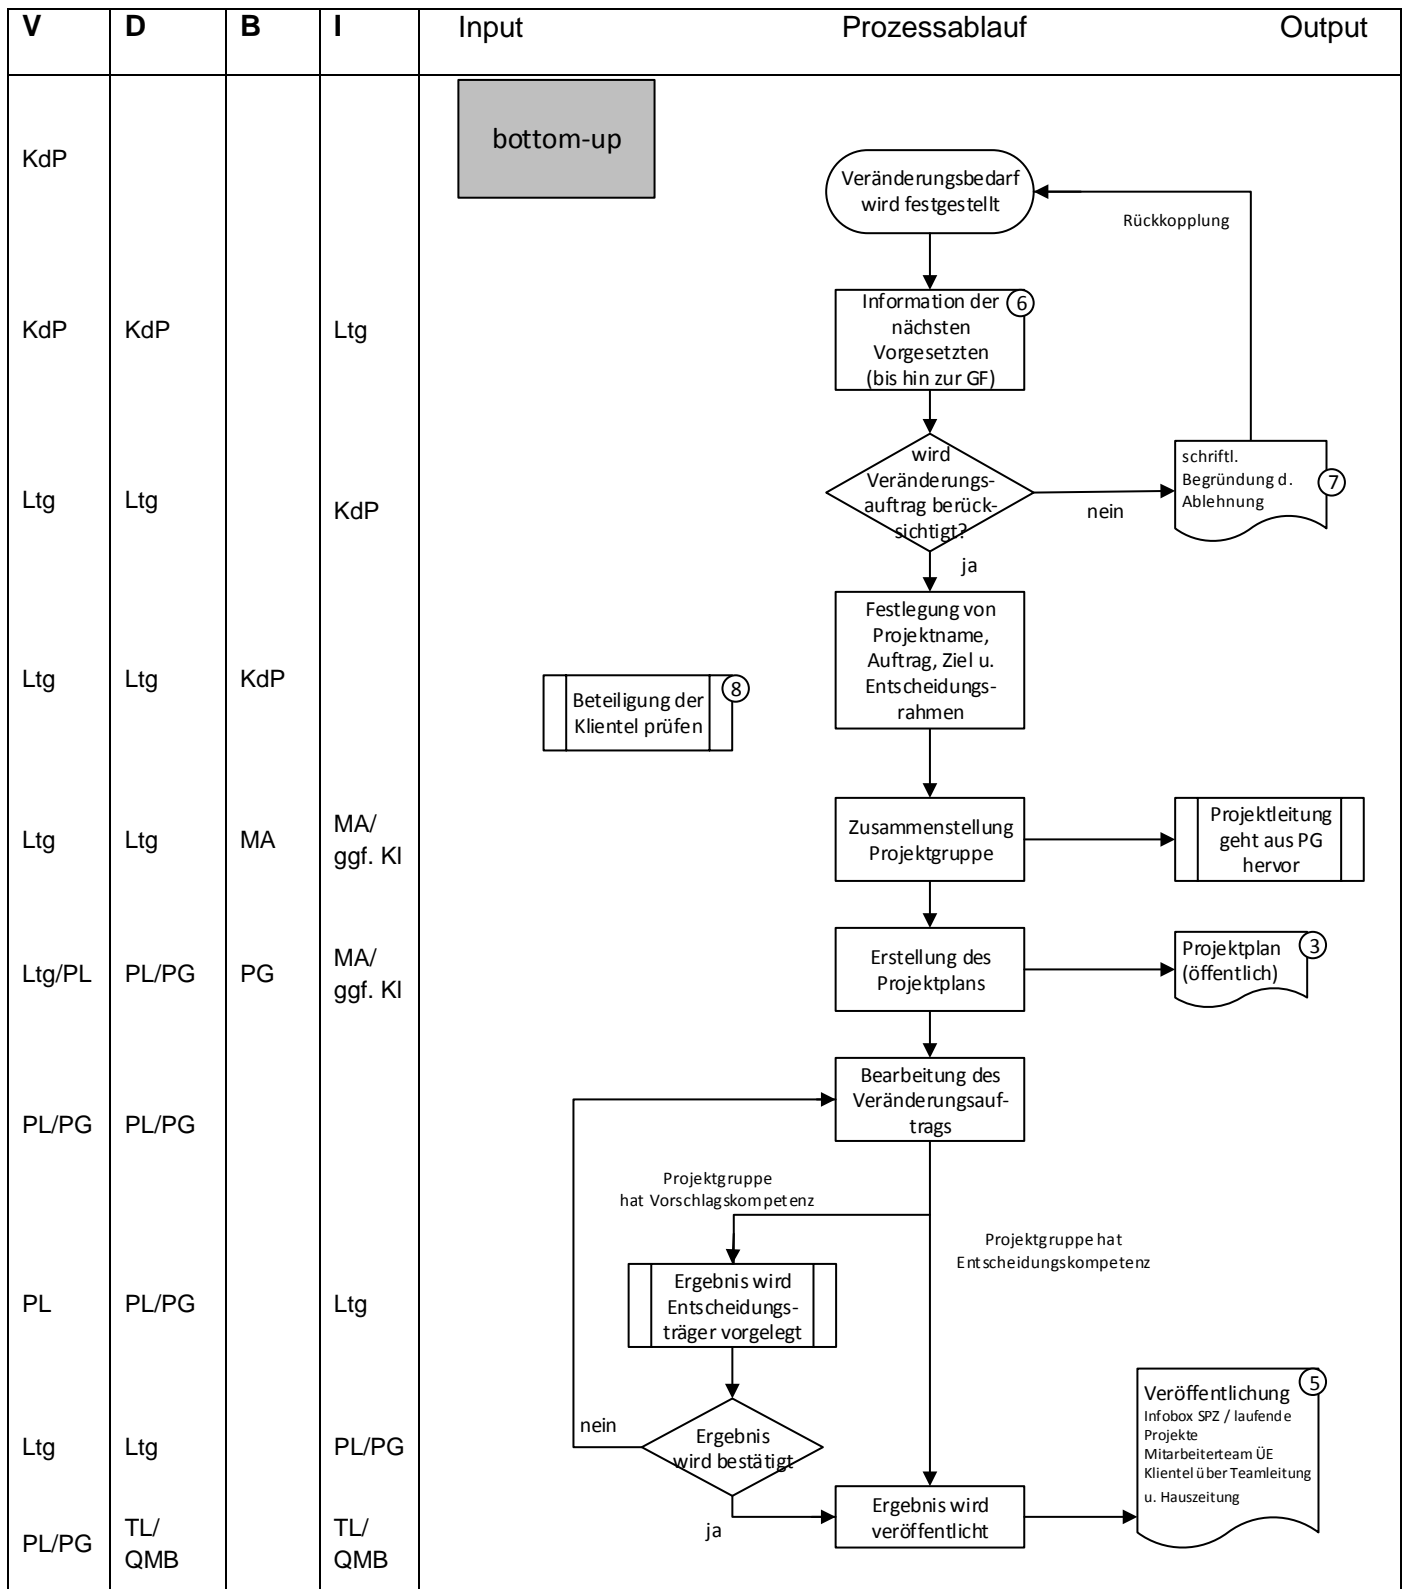 V D B I Input Prozessablauf Output
bottom-up
KdP
Veränderungsbedarf
wird festgestellt
Rückkopplung
KdP KdP Ltg
Information der
nächsten
Vorgesetzten
(bis hin zur GF)
6
Ltg Ltg KdP
wird
Veränderungs-
auftrag berück-
sichtigt?
nein
schriftl.
Begründung d.
Ablehnung
7
ja
Ltg Ltg KdP
Beteiligung der
Klientel prüfen
8
Festlegung von
Projektname,
Auftrag, Ziel u.
Entscheidungs-
rahmen
Ltg Ltg MA MA/
ggf. Kl
Zusammenstellung
Projektgruppe
Projektleitung
geht aus PG
hervor
Ltg/PL PL/PG PG MA/
ggf. Kl
Erstellung des
Projektplans
Projektplan
(öffentlich)
3
PL/PG PL/PG
Bearbeitung des
Veränderungsauf-
trags
Projektgruppe
hat Vorschlagskompetenz
Projektgruppe hat
Entscheidungskompetenz
PL PL/PG Ltg
Ergebnis wird
Entscheidungs-
träger vorgelegt
Ltg Ltg PL/PG
nein
Ergebnis
wird bestätigt
ja
Veröffentlichung
Infobox SPZ / laufende
Projekte
Mitarbeiterteam ÜE
Klientel über Teamleitung
u. Hauszeitung
5
PL/PG TL/ TL/
QMB QMB
Ergebnis wird
veröffentlicht